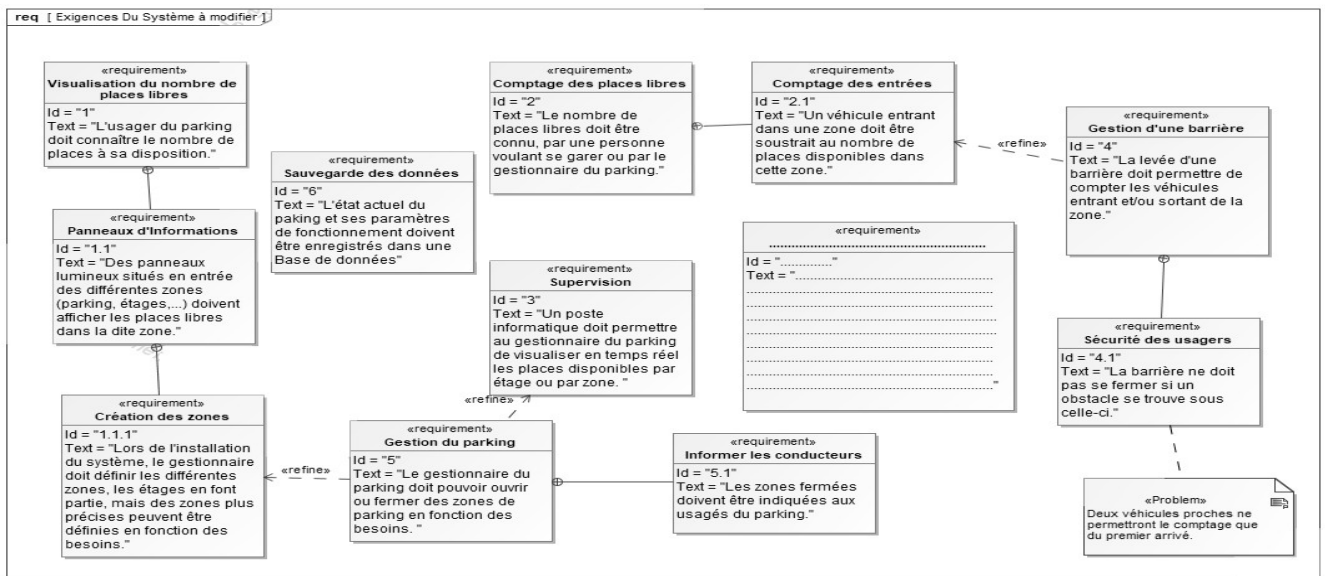 req [ Exigences Du Système à modifier ]
«requirement»
Visualisation du nombre de
places libres
Id = "1"
Text = "L'usager du parking
doit connaître le nombre de
places à sa disposition."
«requirement»
Panneaux d'Informations
Id = "1.1"
Text = "Des panneaux
lumineux situés en entrée
des différentes zones
(parking, étages,...) doivent
afficher les places libres
dans la dite zone."
«requirement»
Création des zones
Id = "1.1.1"
Text = "Lors de l'installation
du système, le gestionnaire
doit définir les différentes
zones, les étages en font
partie, mais des zones plus
précises peuvent être
définies en fonction des
besoins."
«requirement»
Sauvegarde des données
Id = "6"
Text = "L'état actuel du
paking et ses paramètres
de fonctionnement doivent
être enregistrés dans une
Base de données"
«requirement»
Comptage des places libres
Id = "2"
Text = "Le nombre de
places libres doit être
connu, par une personne
voulant se garer ou par le
gestionnaire du parking."
«requirement»
Comptage des entrées
Id = "2.1"
Text = "Un véhicule entrant
dans une zone doit être
soustrait au nombre de
places disponibles dans
cette zone."
«refine»
«requirement»
Gestion d'une barrière
Id = "4"
Text = "La levée d'une
barrière doit permettre de
compter les véhicules
entrant et/ou sortant de la
zone."
«requirement»
Supervision
Id = "3"
Text = "Un poste
informatique doit permettre
au gestionnaire du parking
de visualiser en temps réel
les places disponibles par
étage ou par zone. "
«refine»
«requirement»
Id = "............."
Text = "..................................................
.......................................................
.......................................................
.......................................................
.......................................................
.......................................................
.......................................................
......................................................."
«requirement»
Sécurité des usagers
Id = "4.1"
Text = "La barrière ne doit
pas se fermer si un
obstacle se trouve sous
celle-ci."
«refine»
«requirement»
Gestion du parking
Id = "5"
Text = "Le gestionnaire du
parking doit pouvoir ouvrir
ou fermer des zones de
parking en fonction des
besoins. "
«requirement»
Informer les conducteurs
Id = "5.1"
Text = "Les zones fermées
doivent être indiquées aux
usagés du parking."
«Problem»
Deux véhicules proches ne
permettront le comptage que
du premier arrivé.